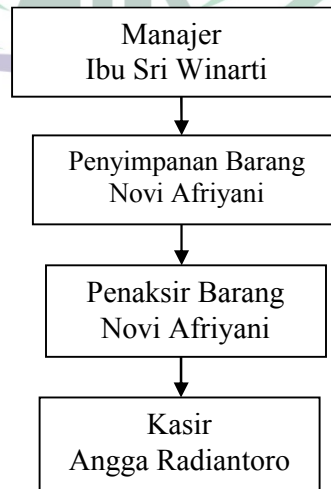 Manajer
Ibu Sri Winarti
Penyimpanan Barang
Novi Afriyani
Penaksir Barang
Novi Afriyani
Kasir
Angga Radiantoro